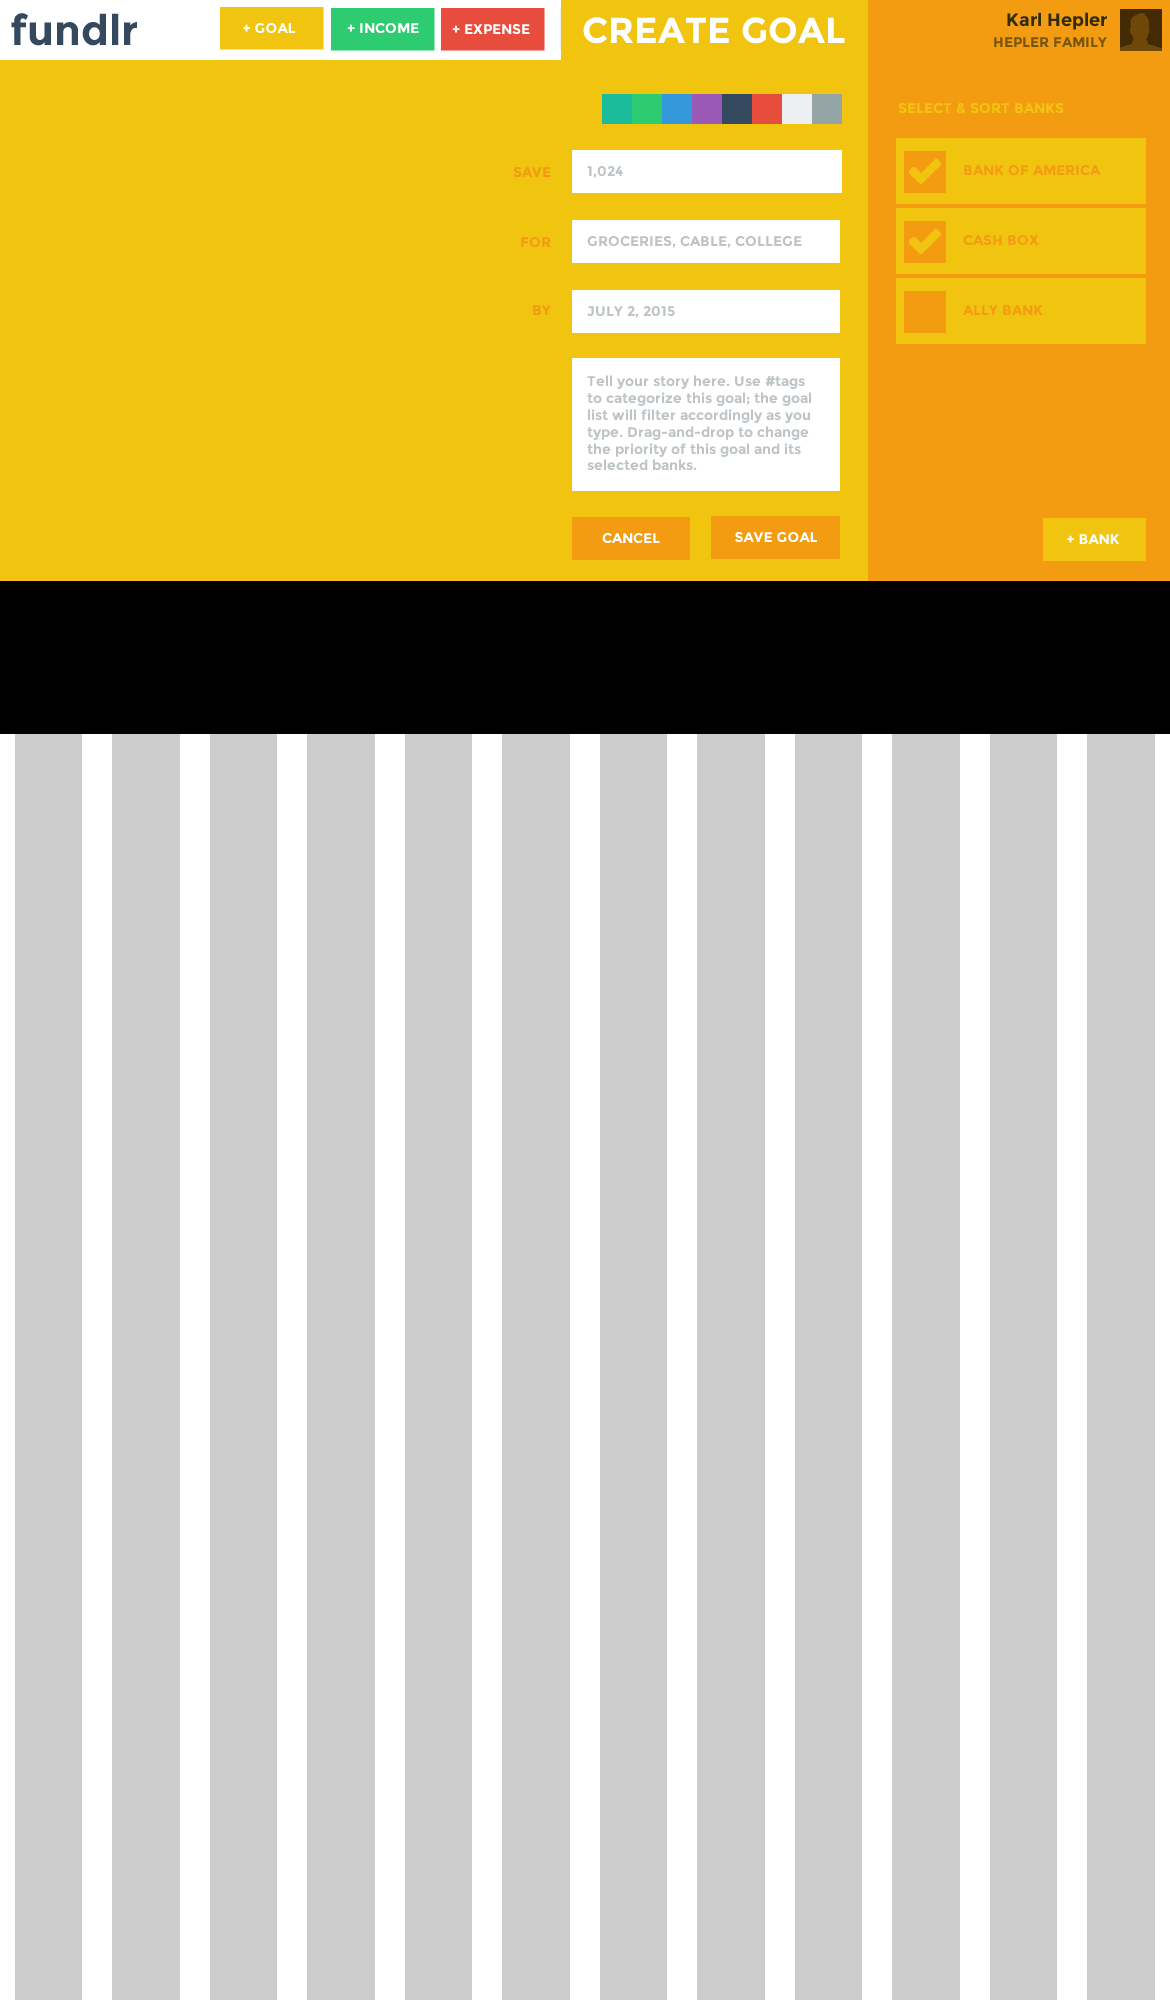 fundlr
+ GOAL
+ INCOME
+ EXPENSE
CREATE GOAL
Karl Hepler
HEPLER FAMILY
SAVE
1,024
FOR
GROCERIES, CABLE, COLLEGE
BY
JULY 2, 2015
Tell your story here. Use #tags
to categorize this goal; the goal
list will filter accordingly as you
type. Drag-and-drop to change
the priority of this goal and its
selected banks.
CANCEL
SAVE GOAL
SELECT & SORT BANKS
BANK OF AMERICA
CASH BOX
ALLY BANK
+ BANK